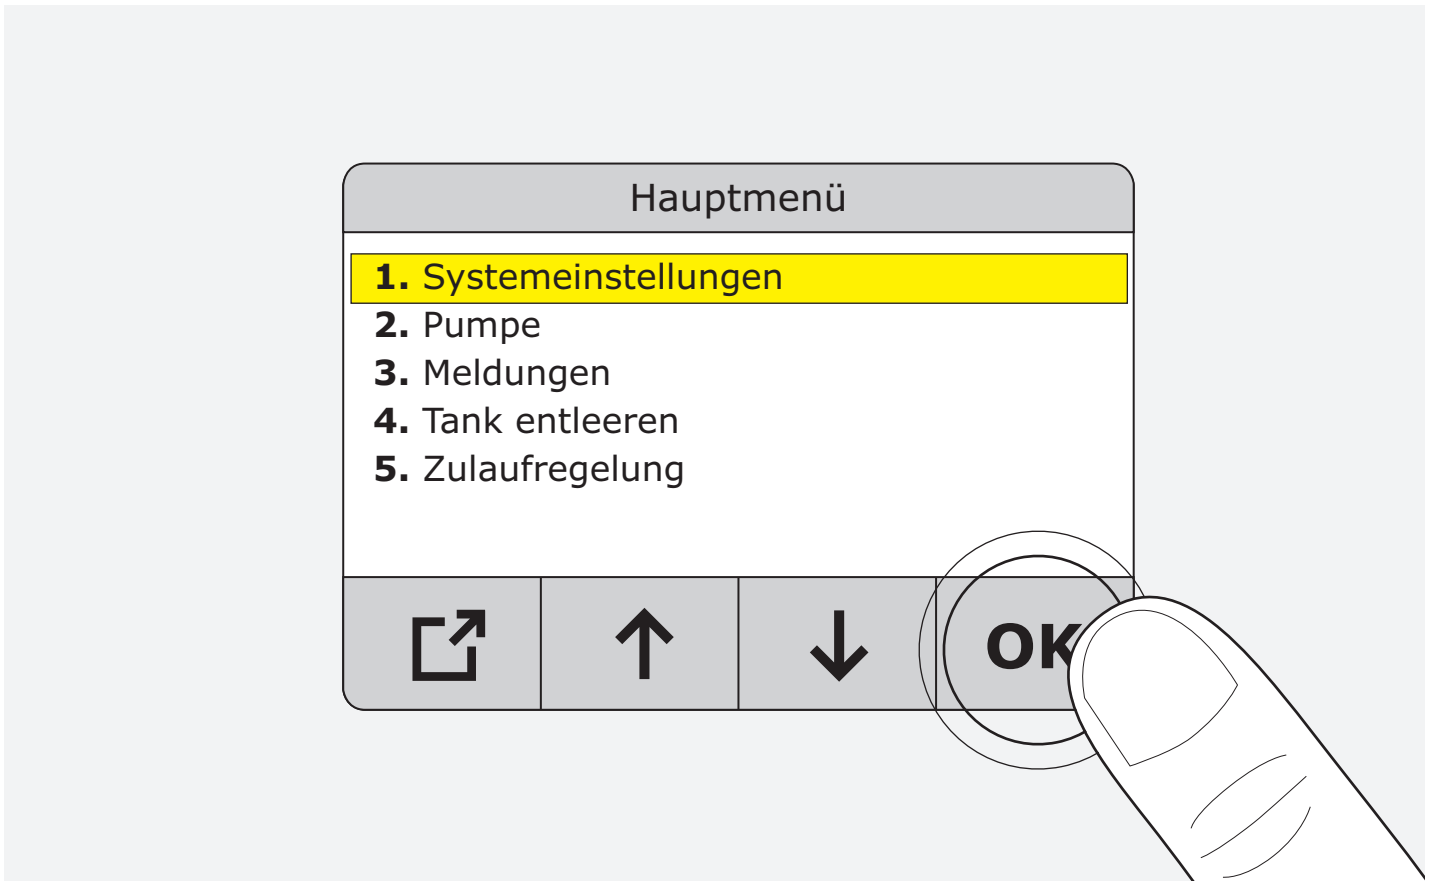 Hauptmenü
1. Systemeinstellungen
2. Pumpe
3. Meldungen
4. Tank entleeren
5. Zulaufregelung
OK